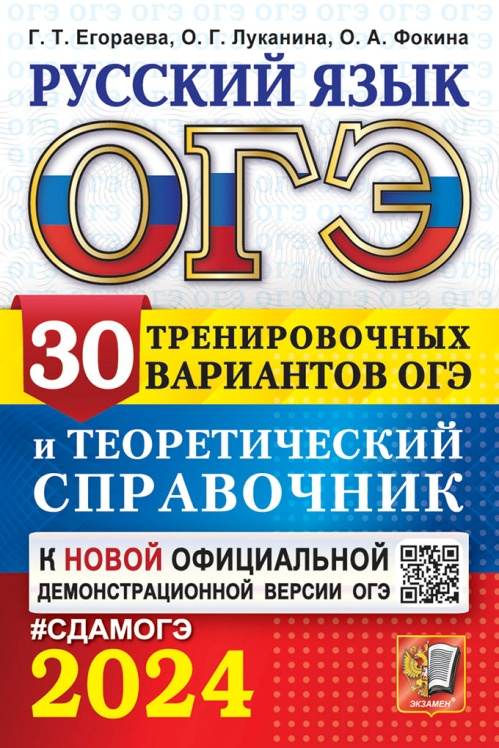 Г. Т. Егораева, О. Г. Луканина, О. А. Фокина
РУССКИЙ ЯЗЫК
ОГЭ
30
ТРЕНИРОВОЧНЫХ
ВАРИАНТОВ ОГЭ
и ТЕОРЕТИЧЕСКИЙ
СПРАВОЧНИК
К НОВОЙ ОФИЦИАЛЬНОЙ
ДЕМОНСТРАЦИОННОЙ ВЕРСИИ ОГЭ
#СДАМОГЭ
2024
ЭКЗАМЕН